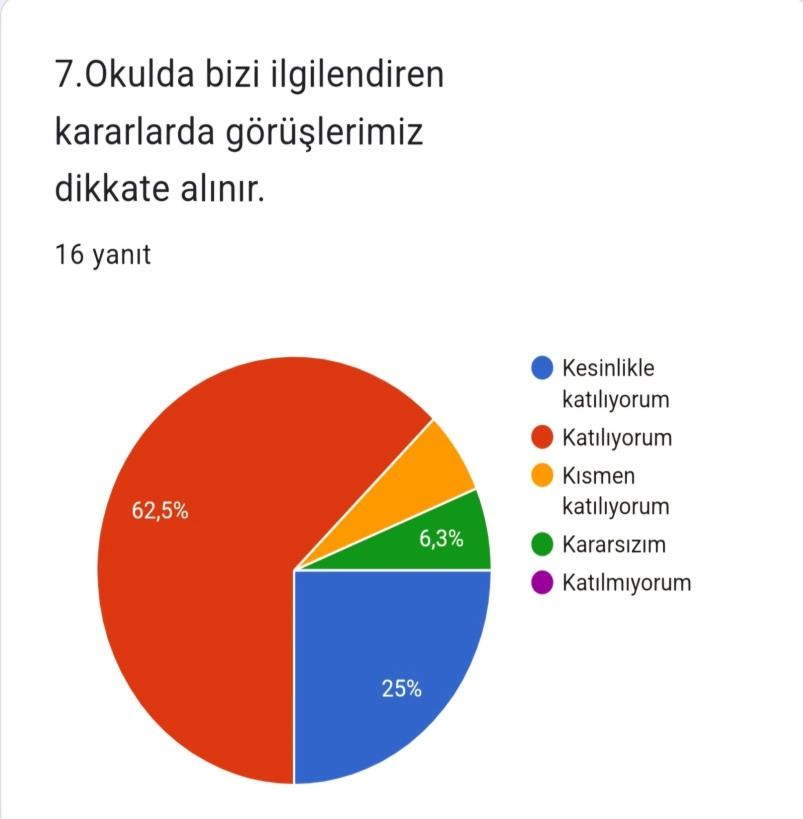 7.Okulda bizi ilgilendiren
kararlarda görüşlerimiz
dikkate alınır.
16 yanıt
Kesinlikle
katılıyorum
Katılıyorum
Kısmen
katılıyorum
Kararsızım
Katılmıyorum
62,5%
6,3%
25%